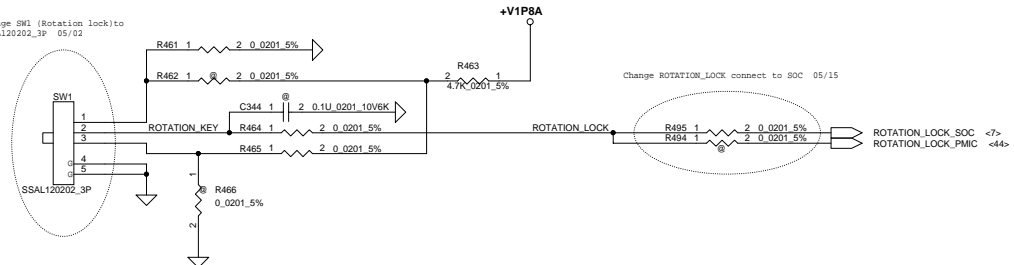 +V1P8A
ge SW1 (Rotation lock)to
120202_3P 05/02
R461 1 2 0_0201_5%
R463
R462 1 @ 2 0_0201_5%
2 1
4.7K_0201_5%
Change ROTATION_LOCK connect to SOC 05/15
SW1
@
C344 1 2 0.1U_0201_10V6K
1
2 ROTATION_KEY R464 1 2 0_0201_5% ROTATION_LOCK R495 1 2 0_0201_5% ROTATION_LOCK_SOC <7>
3
R494 1 2 0_0201_5% ROTATION_LOCK_PMIC <44>
@
R465 1 2 0_0201_5%
G 4
G 5
SSAL120202_3P
1
@ R466
0_0201_5%
2